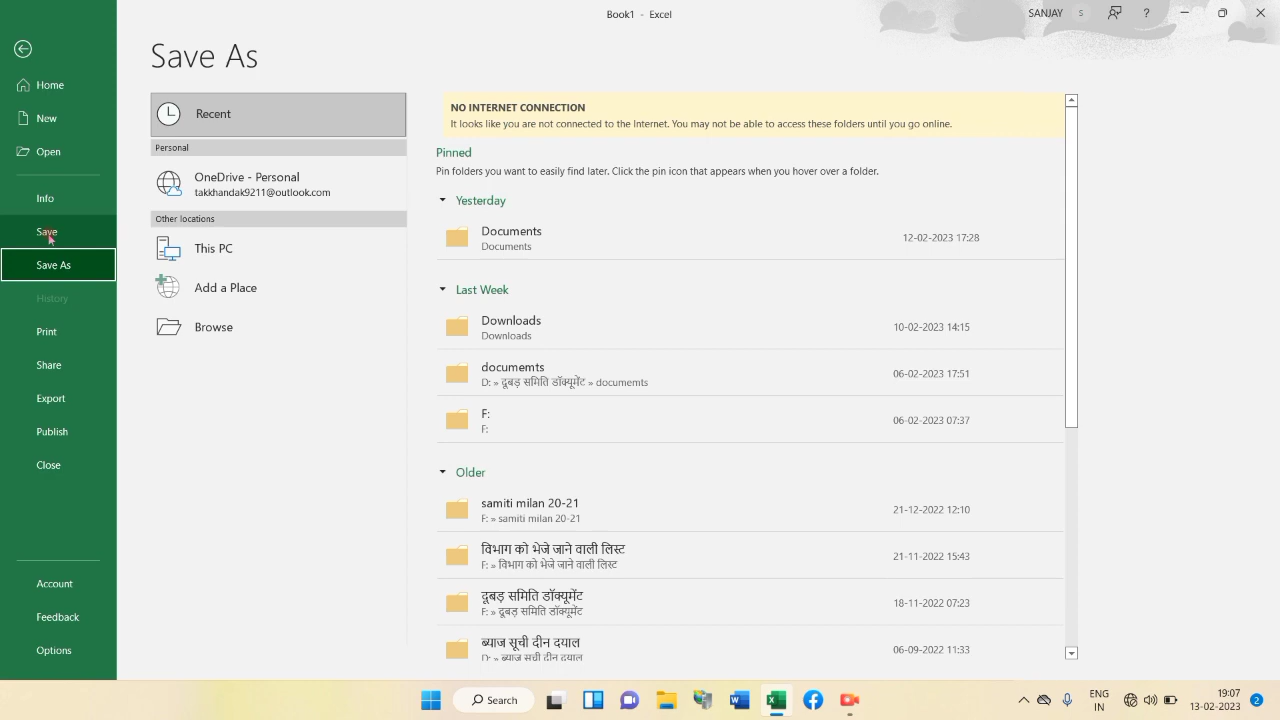 Book1 - Excel
SANJAY S
?
Save As
Home
New
Open
Info
Save
Save As
History
Print
Share
Export
Publish
Close
Account
Feedback
Options
Recent
Personal
OneDrive - Personal
takkhandak9211@outlook.com
Other locations
This PC
Add a Place
Browse
NO INTERNET CONNECTION
It looks like you are not connected to the Internet. You may not be able to access these folders until you go online.
Pinned
Pin folders you want to easily find later. Click the pin icon that appears when you hover over a folder.
Yesterday
Documents 12-02-2023 17:28
Documents
Last Week
Downloads 10-02-2023 14:15
Downloads
documemts 06-02-2023 17:51
D: » दूबड़ समिति डॉक्यूमेंट » documemts
F: 06-02-2023 07:37
F:
Older
samiti milan 20-21 21-12-2022 12:10
F: » samiti milan 20-21
विभाग को भेजे जाने वाली लिस्ट 21-11-2022 15:43
F: » विभाग को भेजे जाने वाली लिस्ट
दूबड़ समिति डॉक्यूमेंट 18-11-2022 07:23
F: » दूबड़ समिति डॉक्यूमेंट
ब्याज सूची दीन दयाल 06-09-2022 11:33
D: » ब्याज सूची दीन दयाल
Search
ENG
IN
19:07
13-02-2023
2